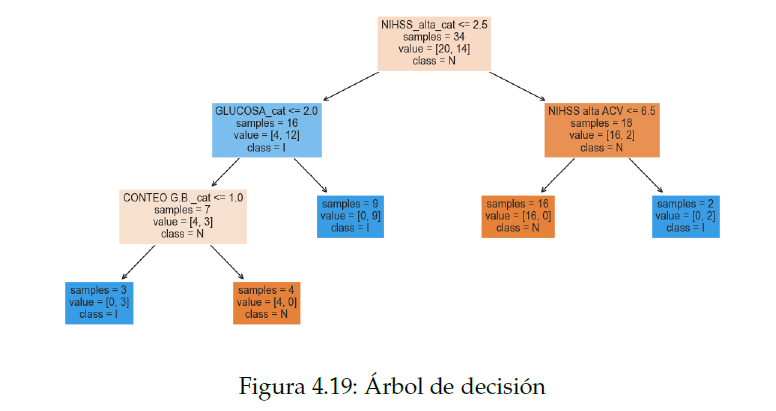 NIHSS_alta_cat <= 2.5
samples = 34
value = [20, 14]
class = N
GLUCOSA_cat <= 2.0
samples = 16
value = [4, 12]
class = I
NIHSS alta ACV <= 6.5
samples = 18
value = [16, 2]
class = N
CONTEO G.B._cat <= 1.0
samples = 7
value = [4, 3]
class = N
samples = 9
value = [0, 9]
class = I
samples = 16
value = [16, 0]
class = N
samples = 2
value = [0, 2]
class = I
samples = 3
value = [0, 3]
class = I
samples = 4
value = [4, 0]
class = N
Figura 4.19: Árbol de decisión